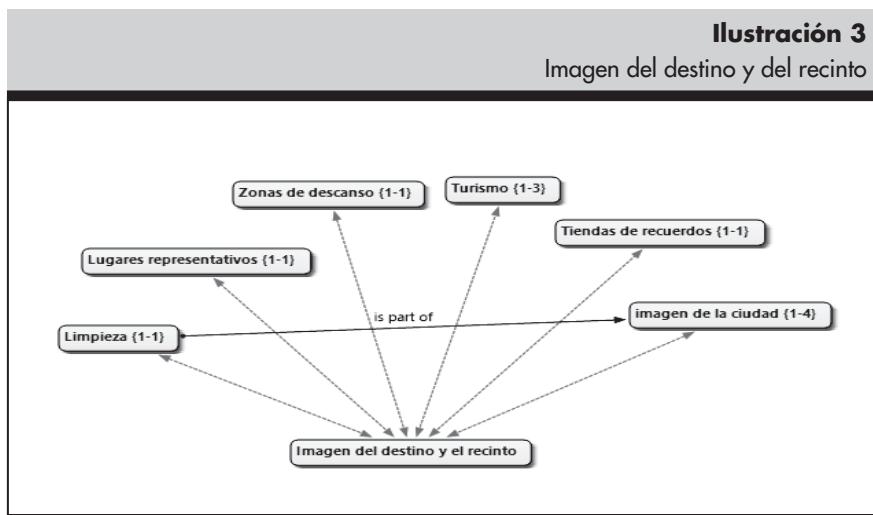 Ilustración 3
Imagen del destino y del recinto
Zonas de descanso {1-1}
Turismo {1-3}
Tiendas de recuerdos {1-1}
Lugares representativos {1-1}
is part of
imagen de la ciudad {1-4}
Limpieza {1-1}
Imagen del destino y el recinto